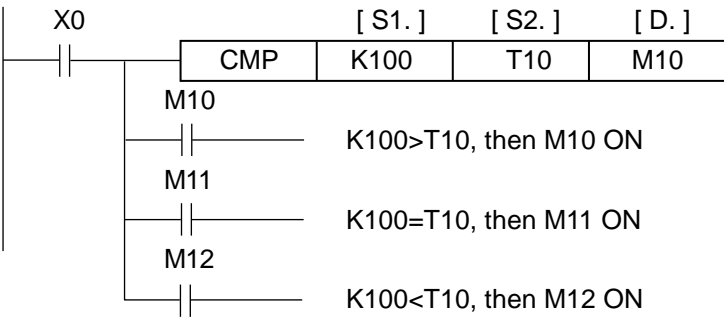 X0 [ S1. ] [ S2. ] [ D. ]
CMP K100 T10 M10
M10
K100>T10, then M10 ON
M11
K100=T10, then M11 ON
M12
K100<T10, then M12 ON